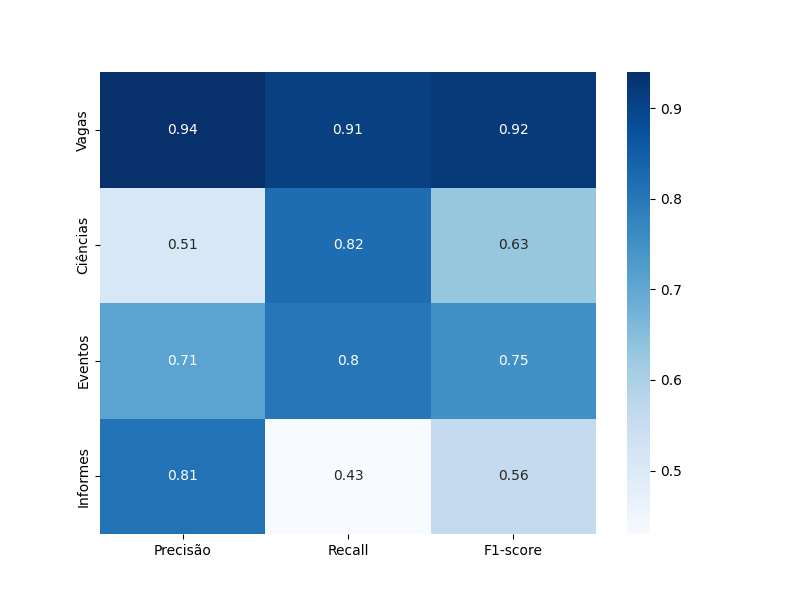 Vagas 0.94 0.91 0.92
Ciências 0.51 0.82 0.63
Eventos 0.71 0.8 0.75
Informes 0.81 0.43 0.56
Precisão Recall F1-score
0.9
0.8
0.7
0.6
0.5